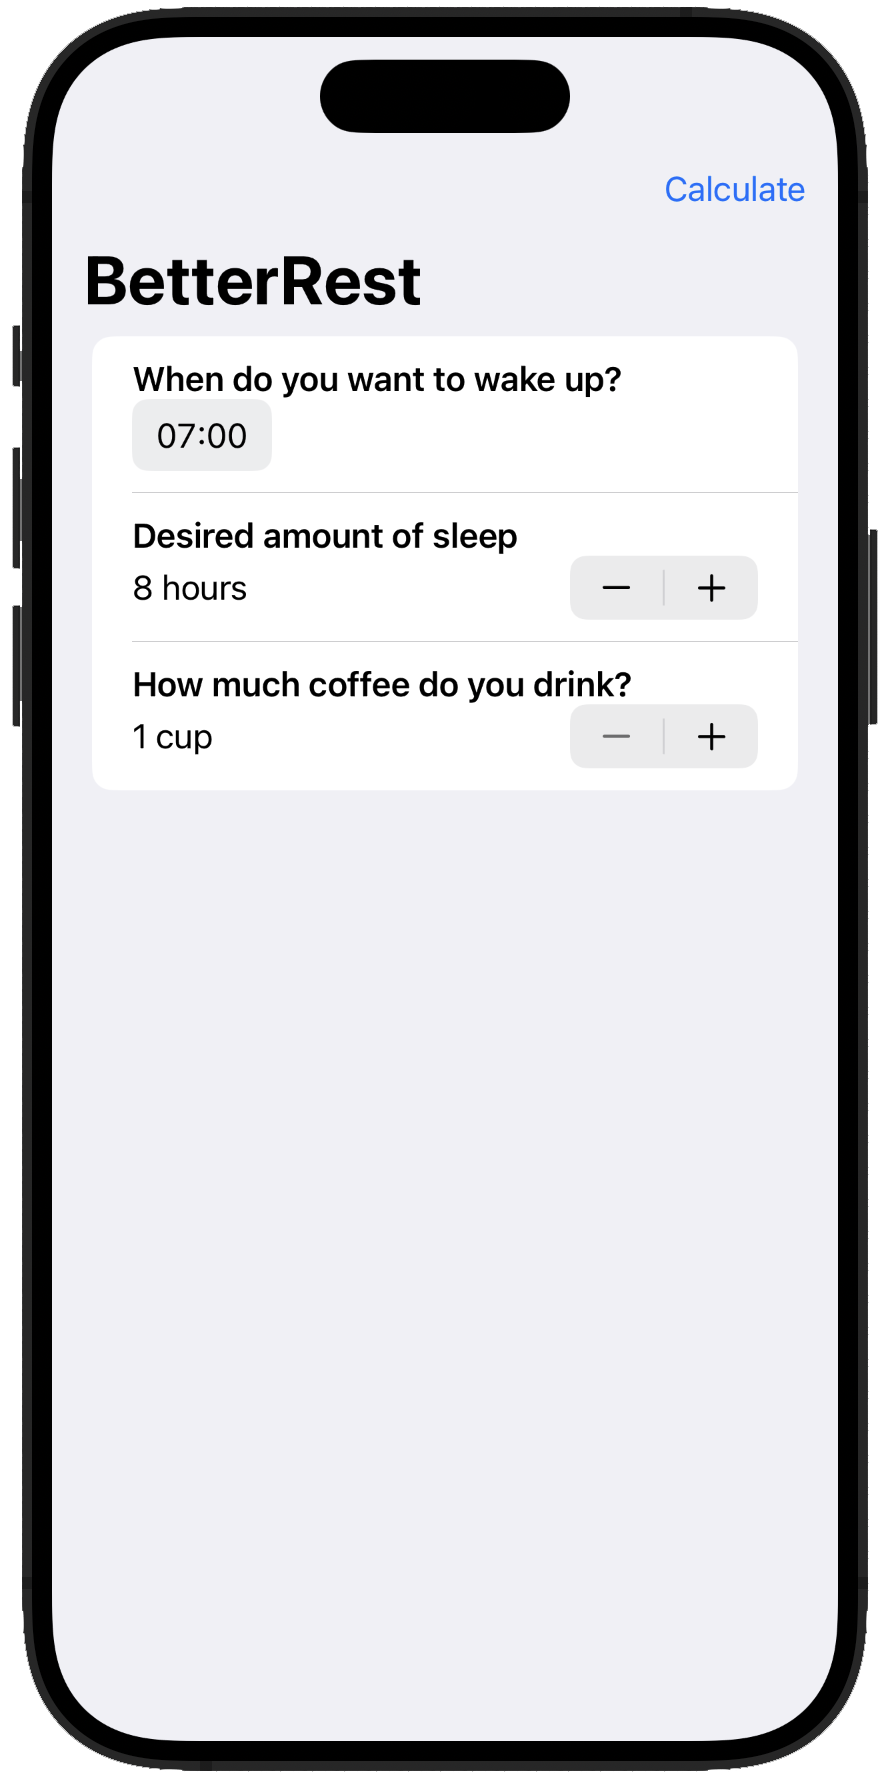 Calculate
BetterRest
When do you want to wake up?
07:00
Desired amount of sleep
8 hours
How much coffee do you drink?
1 cup